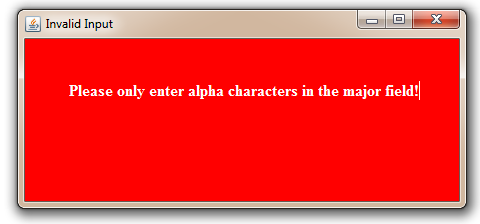 Invalid Input
Please only enter alpha characters in the major field!